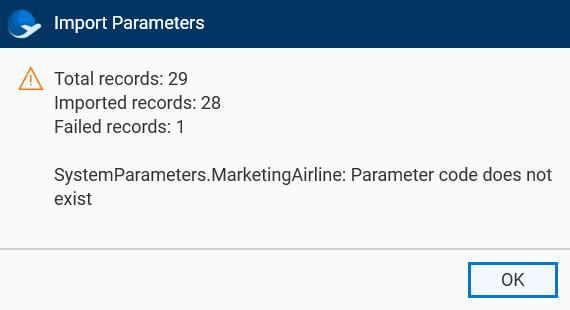 Import Parameters
Total records: 29
Imported records: 28
Failed records: 1
SystemParameters.MarketingAirline: Parameter code does not
exist
OK